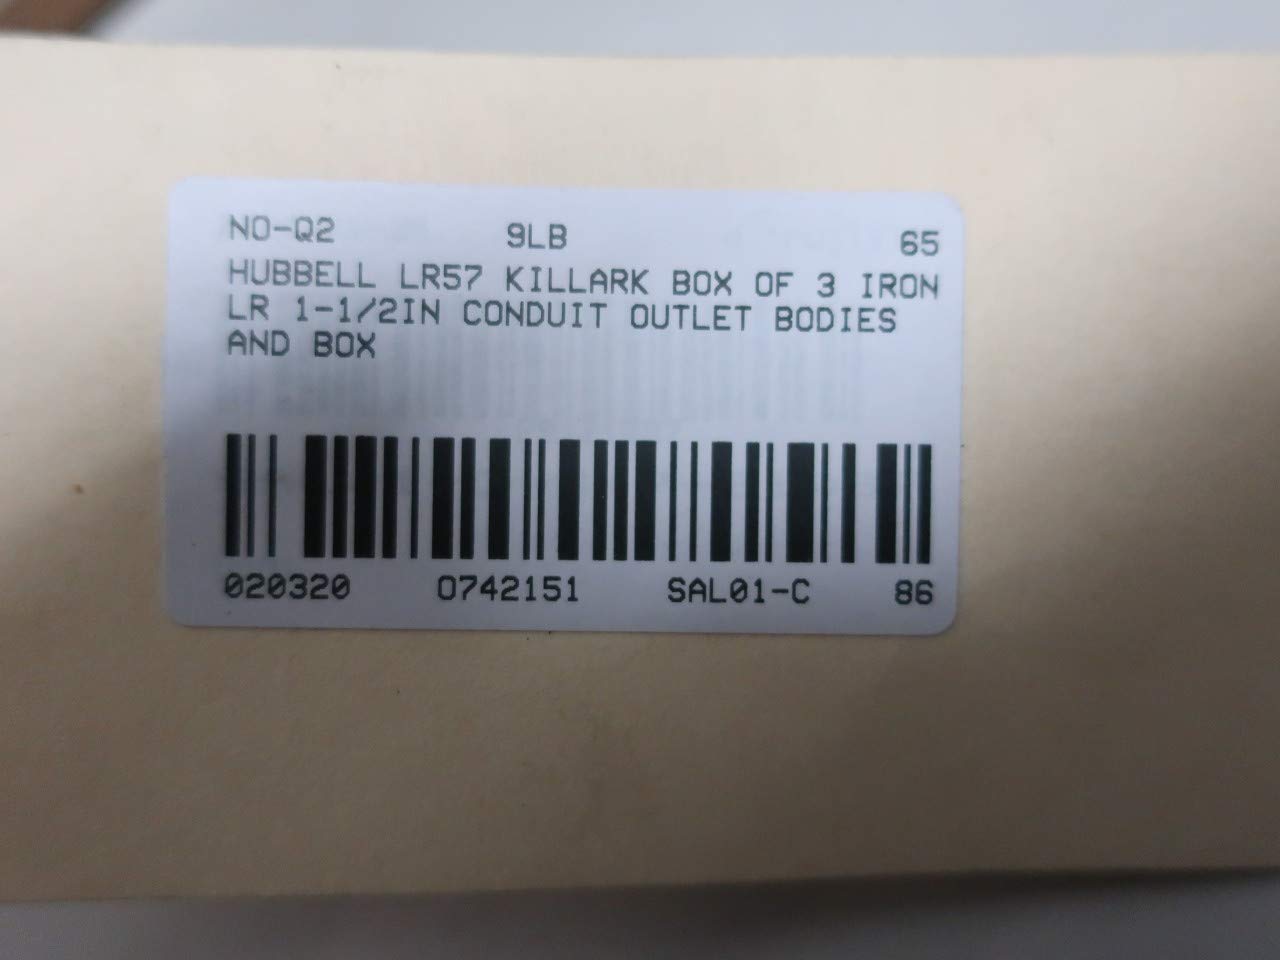 NO-Q2 9LB 65
HUBBELL LR57 KILLARK BOX OF 3 IRON
LR 1-1/2IN CONDUIT OUTLET BODIES
AND BOX
020320 O742151 SAL01-C 86